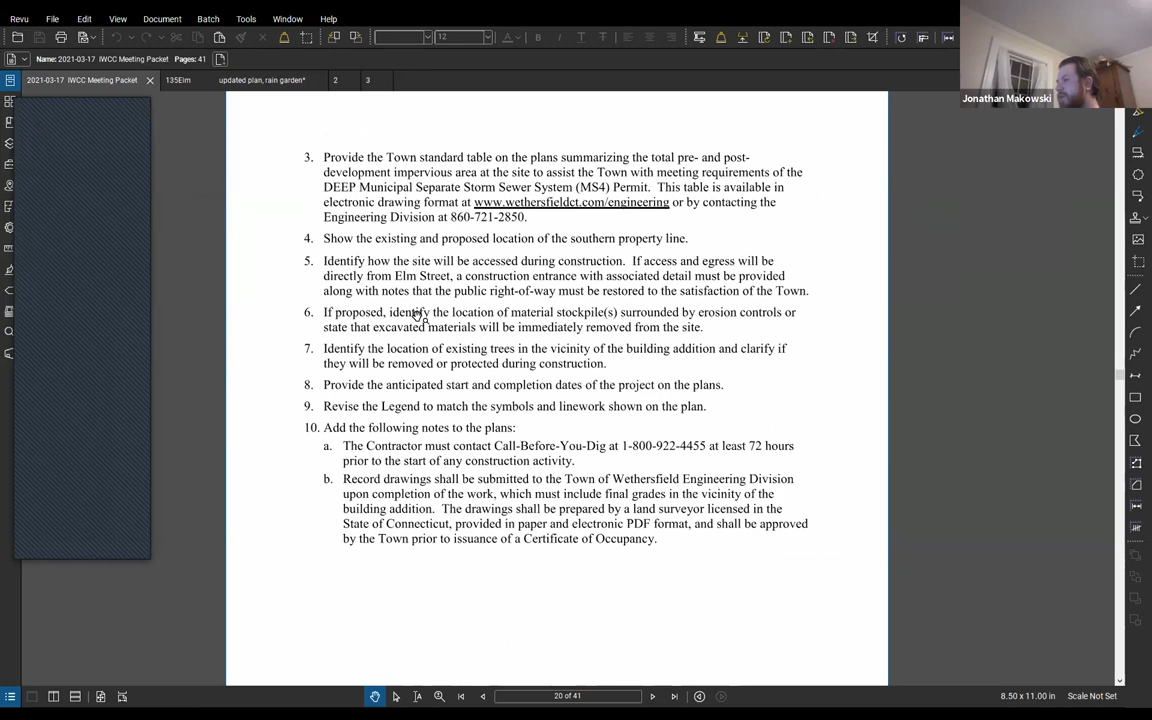 Revu File Edit View Document Batch Tools Window Help
12
Name: 2021-03-17 IWCC Meeting Packet Pages: 41
2021-03-17 IWCC Meeting Packet 135Elm updated plan, rain garden* 2 3
Jonathan Makowski
3. Provide the Town standard table on the plans summarizing the total pre- and post-
development impervious area at the site to assist the Town with meeting requirements of the
DEEP Municipal Separate Storm Sewer System (MS4) Permit. This table is available in
electronic drawing format at www.wethersfieldct.com/engineering or by contacting the
Engineering Division at 860-721-2850.
4. Show the existing and proposed location of the southern property line.
5. Identify how the site will be accessed during construction. If access and egress will be
directly from Elm Street, a construction entrance with associated detail must be provided
along with notes that the public right-of-way must be restored to the satisfaction of the Town.
6. If proposed, identify the location of material stockpile(s) surrounded by erosion controls or
state that excavated materials will be immediately removed from the site.
7. Identify the location of existing trees in the vicinity of the building addition and clarify if
they will be removed or protected during construction.
8. Provide the anticipated start and completion dates of the project on the plans.
9. Revise the Legend to match the symbols and linework shown on the plan.
10. Add the following notes to the plans:
a. The Contractor must contact Call-Before-You-Dig at 1-800-922-4455 at least 72 hours
prior to the start of any construction activity.
b. Record drawings shall be submitted to the Town of Wethersfield Engineering Division
upon completion of the work, which must include final grades in the vicinity of the
building addition. The drawings shall be prepared by a land surveyor licensed in the
State of Connecticut, provided in paper and electronic PDF format, and shall be approved
by the Town prior to issuance of a Certificate of Occupancy.
20 of 41
8.50 x 11.00 in Scale Not Set